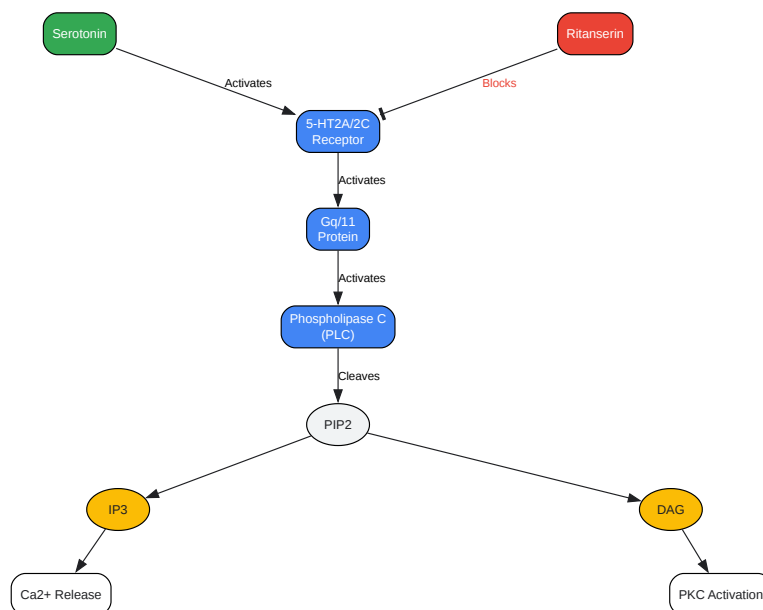 Serotonin
Ritanserin
Activates
Blocks
5-HT2A/2C
Receptor
Activates
Gq/11
Protein
Activates
Phospholipase C
(PLC)
Cleaves
PIP2
IP3
DAG
Ca2+ Release
PKC Activation